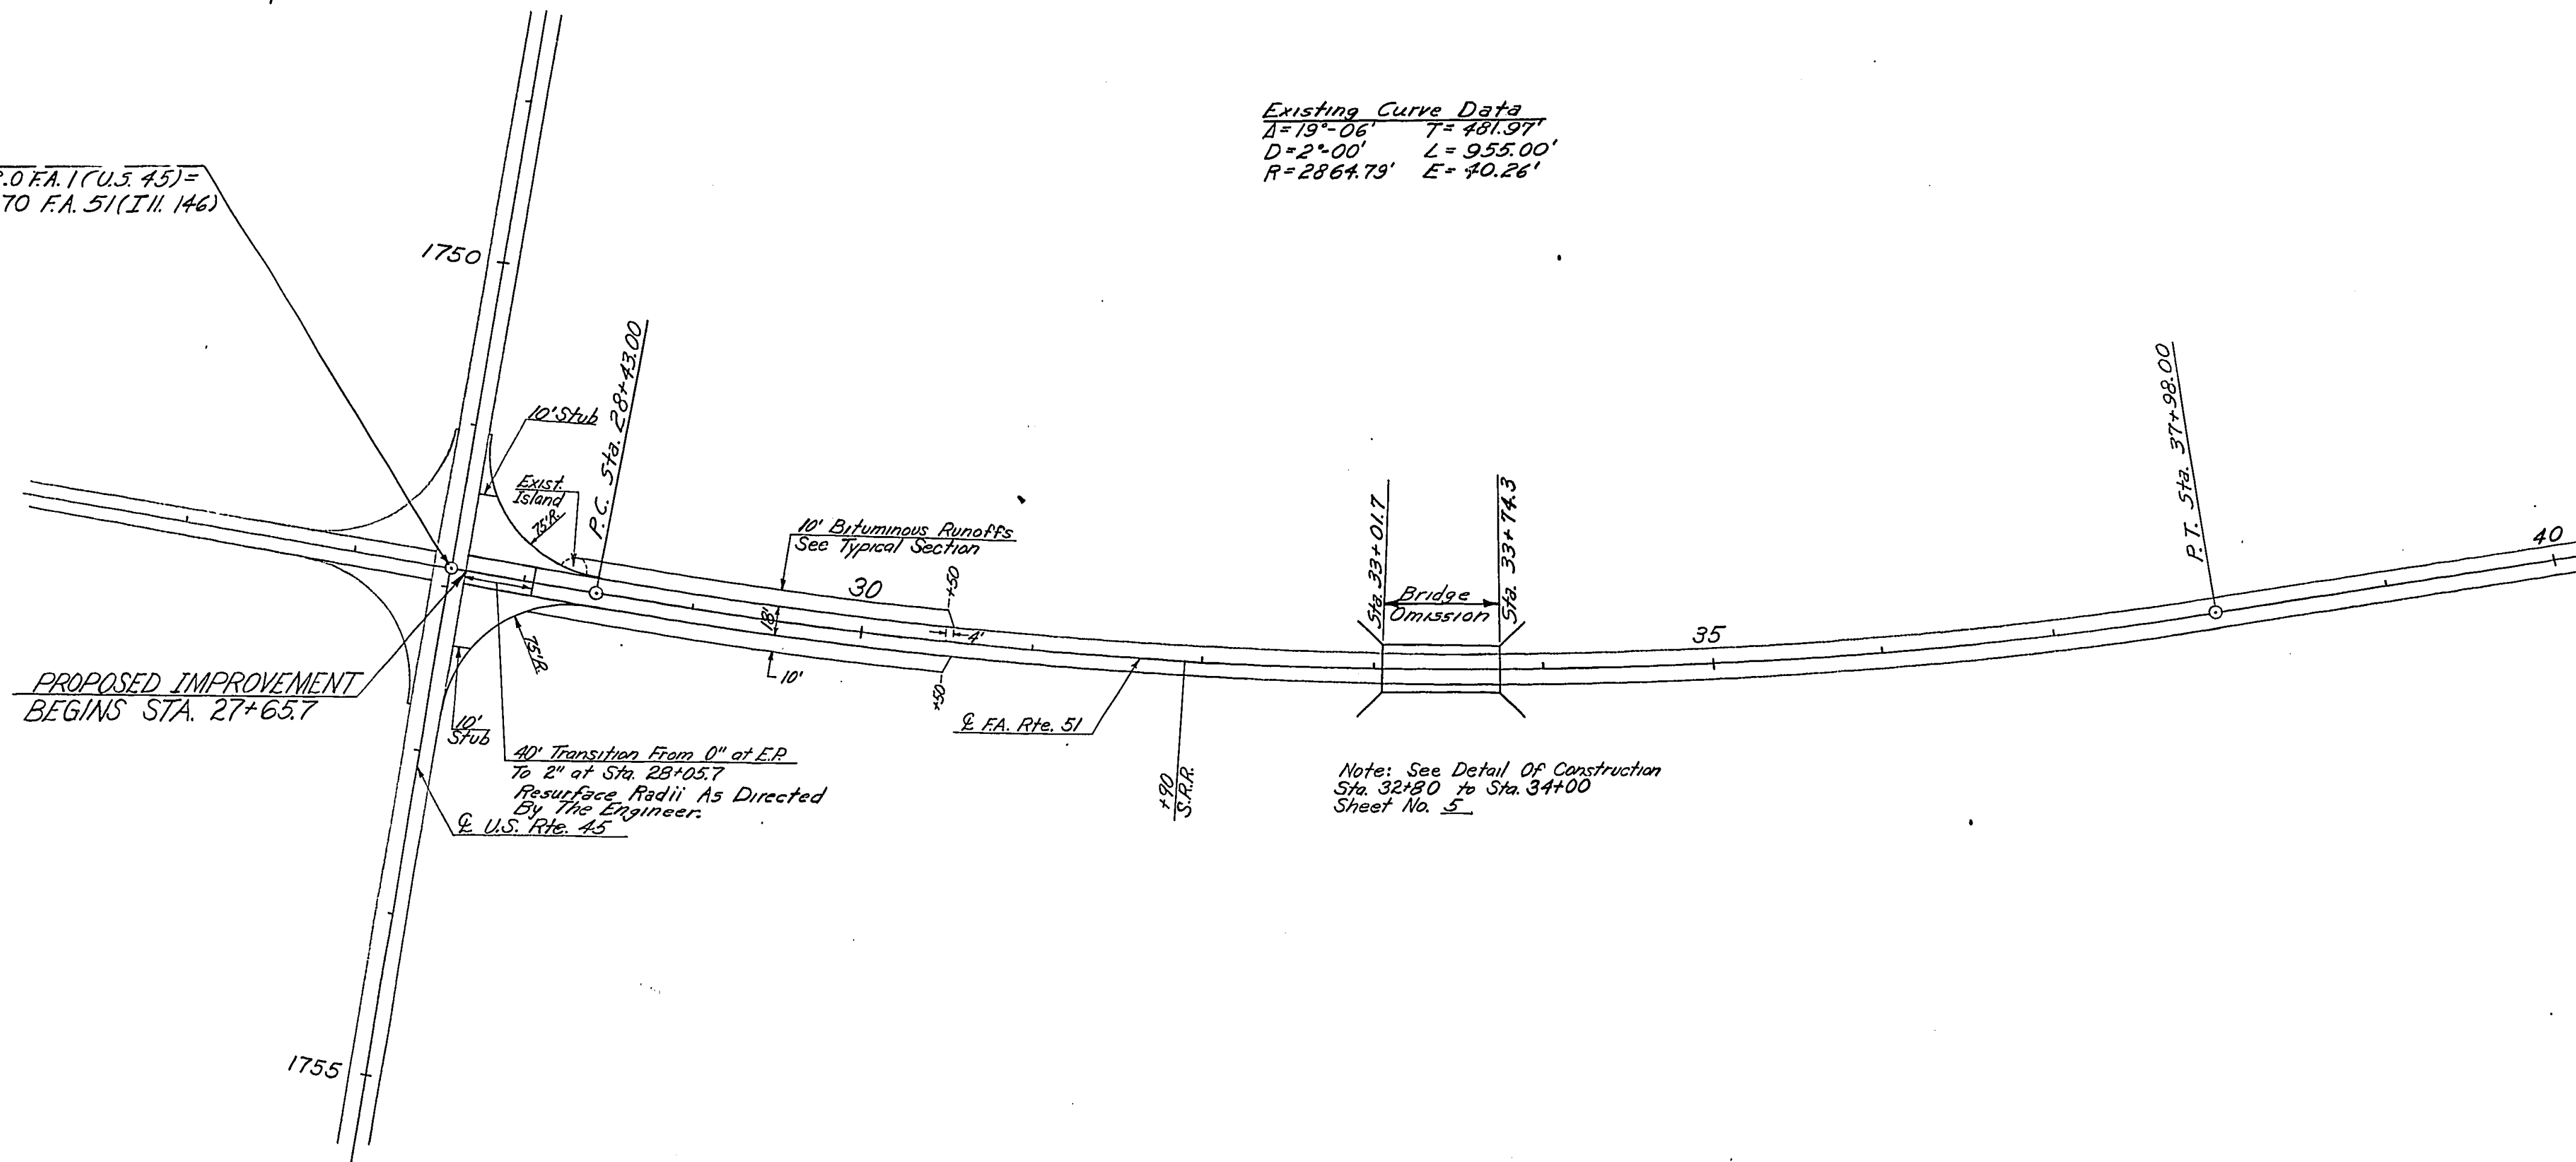 Existing Curve Data
Δ=19°-06' T=481.97'
D=2°-00' L=955.00'
R=2864.79' E=40.26'
.0 F.A. 1 (U.S. 45)=
70 F.A. 51 (Ill. 146)
1750
P.C. Sta. 28+43.00
10' Stub
Exist.
Island
75'R.
10' Bituminous Runoffs
See Typical Section
30
+50
18'
4'
10'
+50
Sta. 33+01.7
Sta. 33+74.3
Bridge
Omission
35
P.T. Sta. 37+98.00
40
PROPOSED IMPROVEMENT
BEGINS STA. 27+65.7
75'R.
10'
Stub
℄ F.A. Rte. 51
40' Transition From 0" at E.P.
To 2" at Sta. 28+05.7
Resurface Radii As Directed
By The Engineer.
℄ U.S. Rte. 45
+90
S.R.R.
Note: See Detail Of Construction
Sta. 32+80 to Sta. 34+00
Sheet No. 5
1755